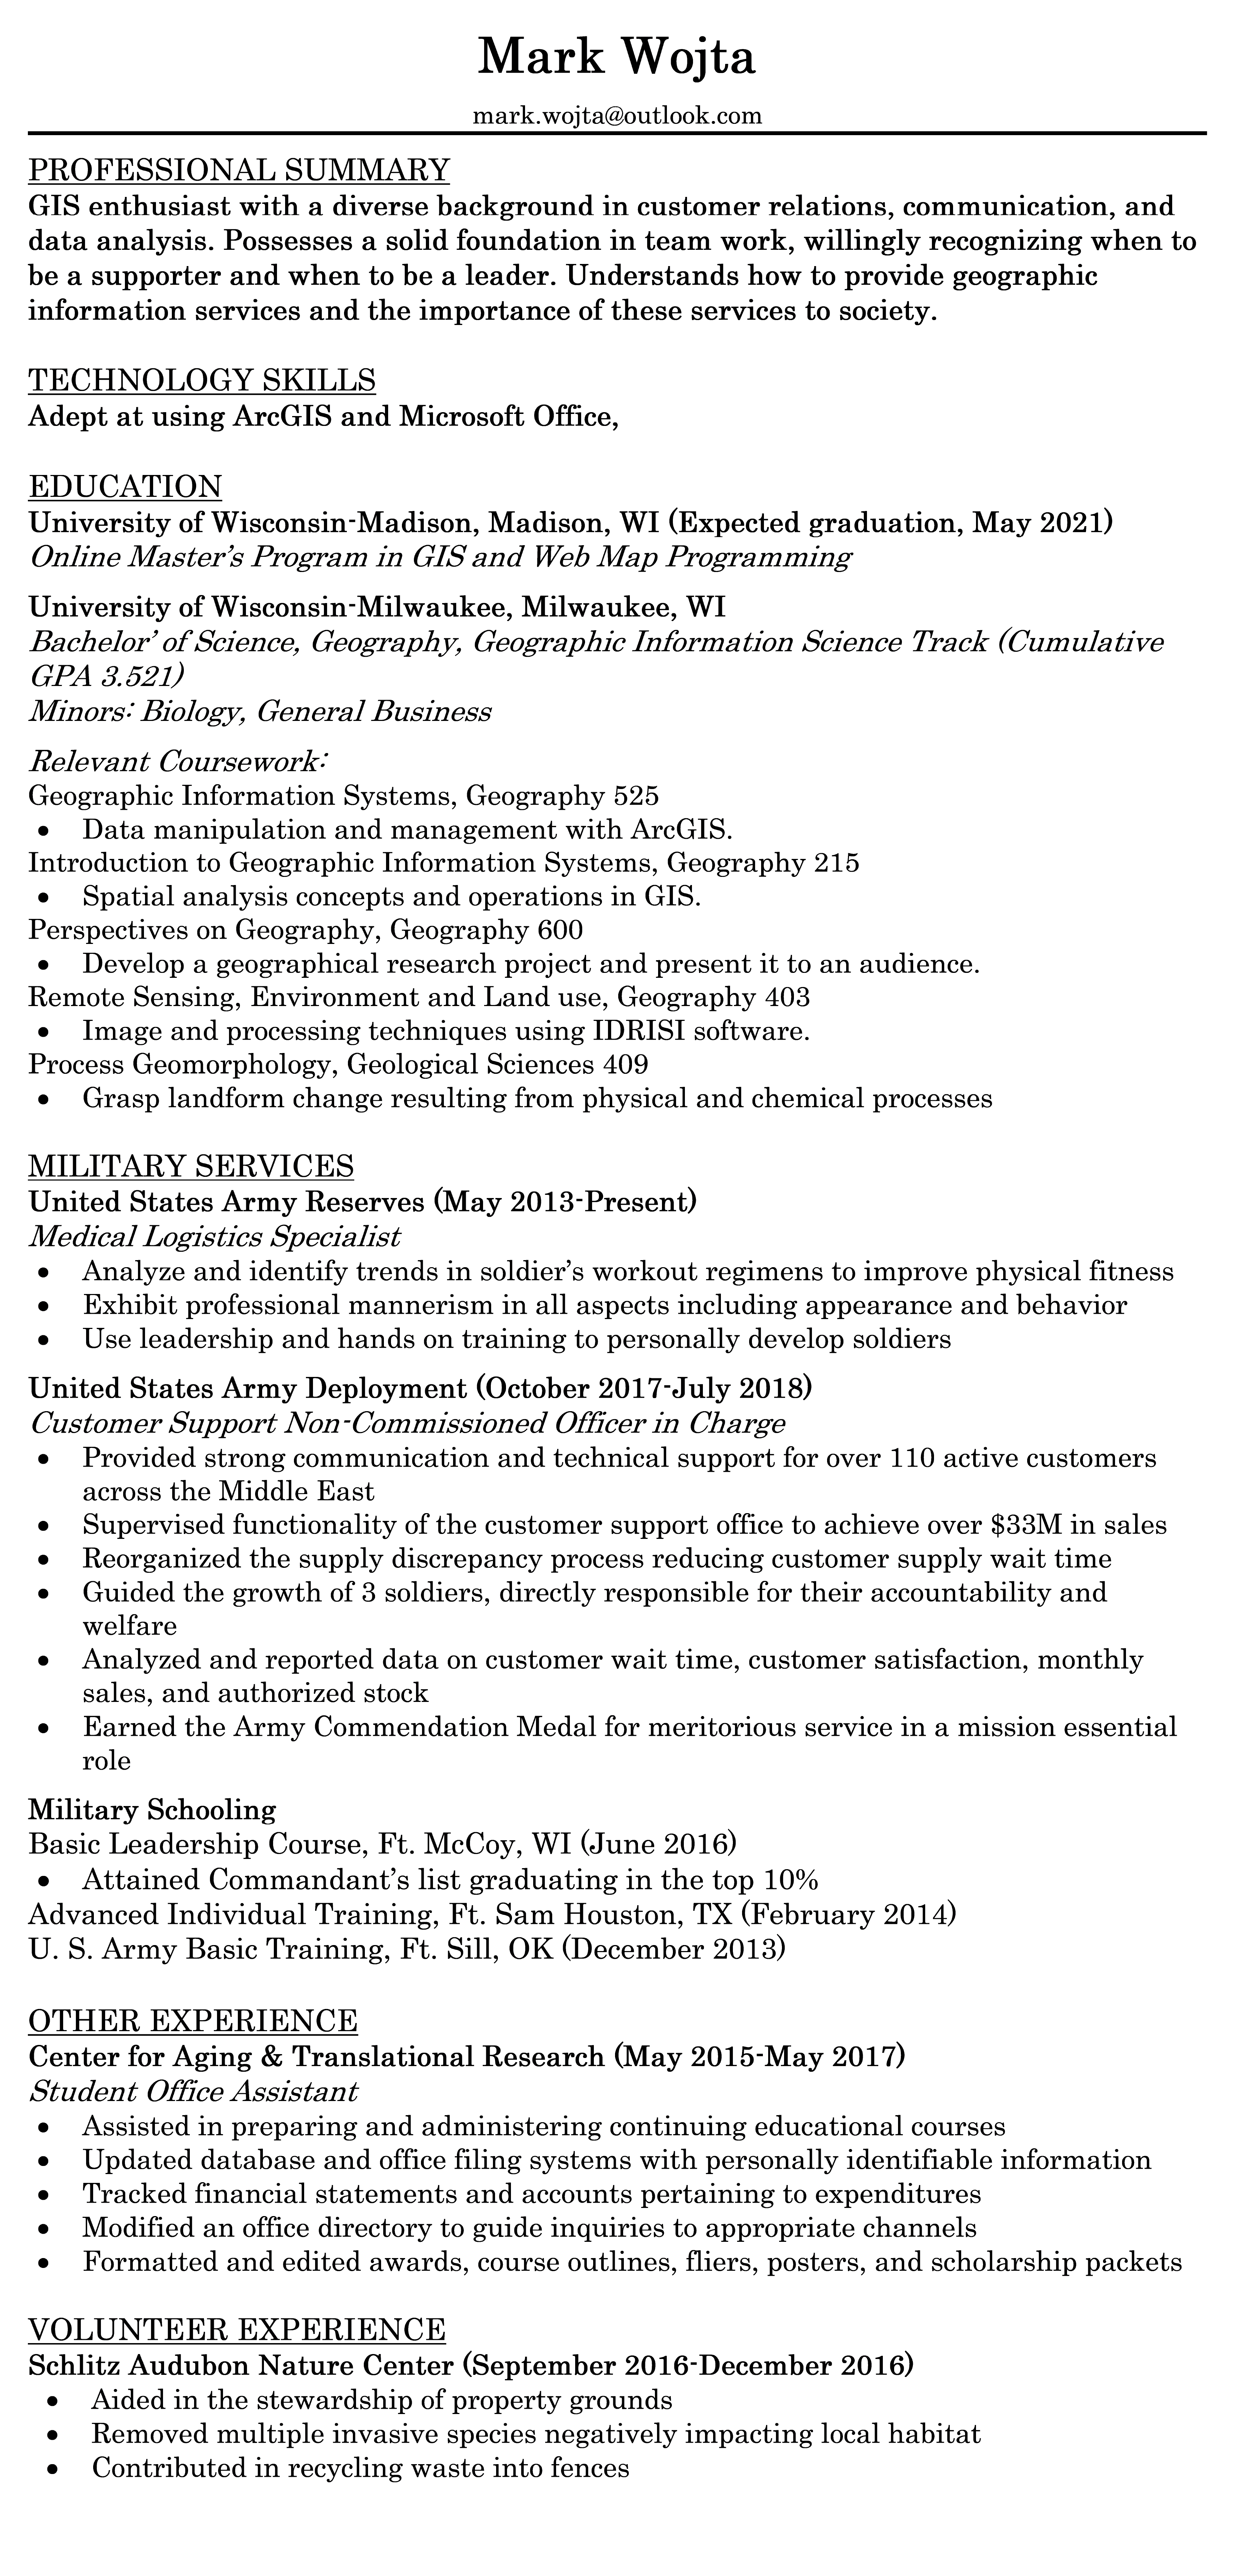 Mark Wojta
mark.wojta@outlook.com
PROFESSIONAL SUMMARY
GIS enthusiast with a diverse background in customer relations, communication, and
data analysis. Possesses a solid foundation in team work, willingly recognizing when to
be a supporter and when to be a leader. Understands how to provide geographic
information services and the importance of these services to society.
TECHNOLOGY SKILLS
Adept at using ArcGIS and Microsoft Office,
EDUCATION
University of Wisconsin-Madison, Madison, WI (Expected graduation, May 2021)
Online Master’s Program in GIS and Web Map Programming
University of Wisconsin-Milwaukee, Milwaukee, WI
Bachelor’ of Science, Geography, Geographic Information Science Track (Cumulative
GPA 3.521)
Minors: Biology, General Business
Relevant Coursework:
Geographic Information Systems, Geography 525
• Data manipulation and management with ArcGIS.
Introduction to Geographic Information Systems, Geography 215
• Spatial analysis concepts and operations in GIS.
Perspectives on Geography, Geography 600
• Develop a geographical research project and present it to an audience.
Remote Sensing, Environment and Land use, Geography 403
• Image and processing techniques using IDRISI software.
Process Geomorphology, Geological Sciences 409
• Grasp landform change resulting from physical and chemical processes
MILITARY SERVICES
United States Army Reserves (May 2013-Present)
Medical Logistics Specialist
• Analyze and identify trends in soldier’s workout regimens to improve physical fitness
• Exhibit professional mannerism in all aspects including appearance and behavior
• Use leadership and hands on training to personally develop soldiers
United States Army Deployment (October 2017-July 2018)
Customer Support Non-Commissioned Officer in Charge
• Provided strong communication and technical support for over 110 active customers
across the Middle East
• Supervised functionality of the customer support office to achieve over $33M in sales
• Reorganized the supply discrepancy process reducing customer supply wait time
• Guided the growth of 3 soldiers, directly responsible for their accountability and
welfare
• Analyzed and reported data on customer wait time, customer satisfaction, monthly
sales, and authorized stock
• Earned the Army Commendation Medal for meritorious service in a mission essential
role
Military Schooling
Basic Leadership Course, Ft. McCoy, WI (June 2016)
• Attained Commandant’s list graduating in the top 10%
Advanced Individual Training, Ft. Sam Houston, TX (February 2014)
U. S. Army Basic Training, Ft. Sill, OK (December 2013)
OTHER EXPERIENCE
Center for Aging & Translational Research (May 2015-May 2017)
Student Office Assistant
• Assisted in preparing and administering continuing educational courses
• Updated database and office filing systems with personally identifiable information
• Tracked financial statements and accounts pertaining to expenditures
• Modified an office directory to guide inquiries to appropriate channels
• Formatted and edited awards, course outlines, fliers, posters, and scholarship packets
VOLUNTEER EXPERIENCE
Schlitz Audubon Nature Center (September 2016-December 2016)
• Aided in the stewardship of property grounds
• Removed multiple invasive species negatively impacting local habitat
• Contributed in recycling waste into fences